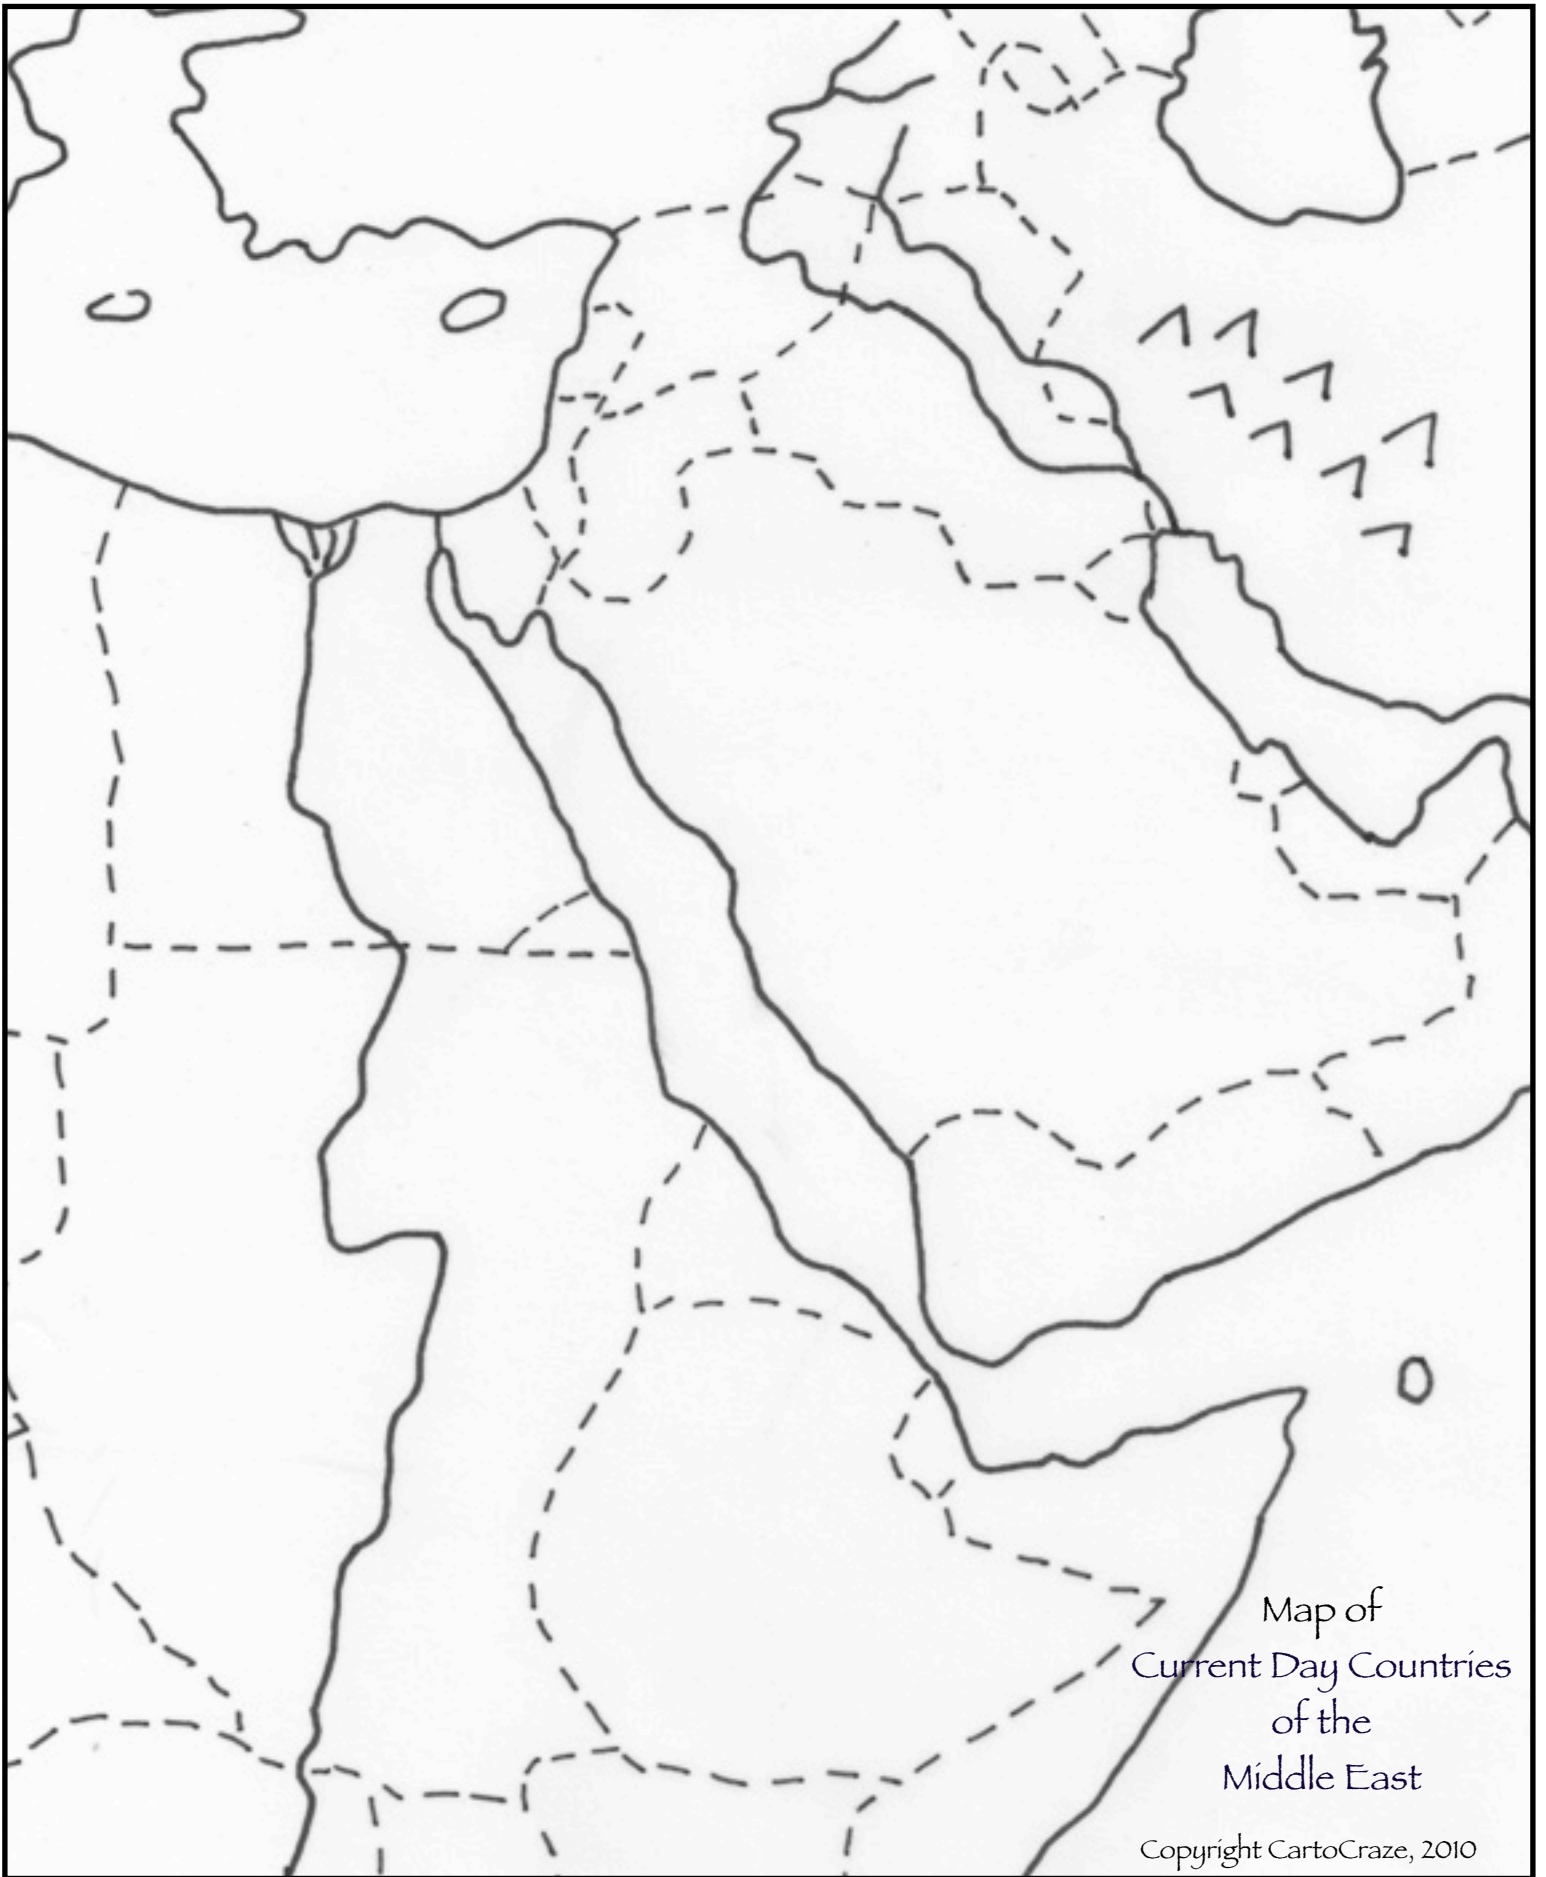 Map of
Current Day Countries
of the
Middle East
Copyright CartoCraze, 2010